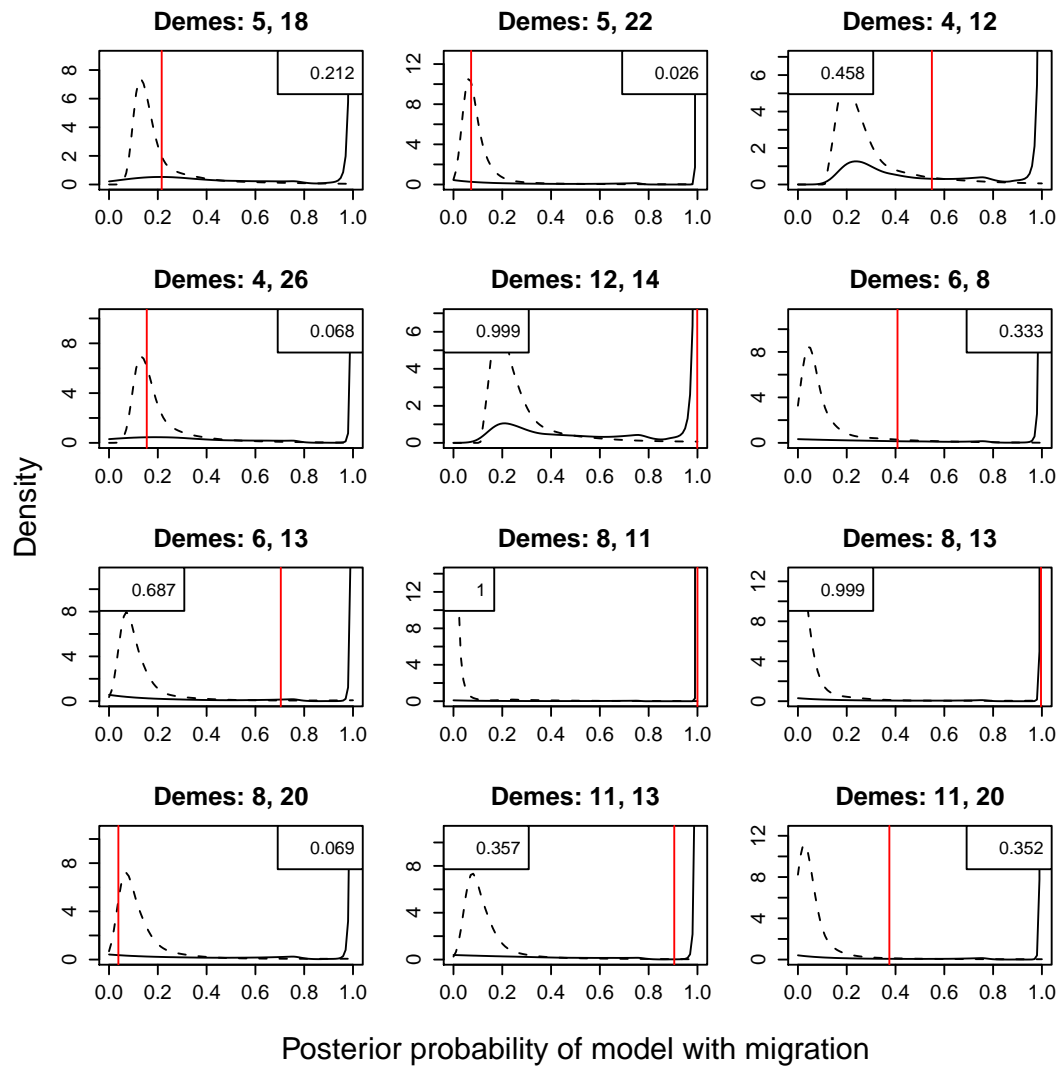 Demes: 5, 18
Demes: 5, 22
Demes: 4, 12
0.212
0.026
0.458
0 2 4 6 8
0 4 8 12
0 2 4 6
0.0 0.2 0.4 0.6 0.8 1.0
0.0 0.2 0.4 0.6 0.8 1.0
0.0 0.2 0.4 0.6 0.8 1.0
Demes: 4, 26
Demes: 12, 14
Demes: 6, 8
0.068
0.999
0.333
0 4 8
0 2 4 6
0 4 8
0.0 0.2 0.4 0.6 0.8 1.0
0.0 0.2 0.4 0.6 0.8 1.0
0.0 0.2 0.4 0.6 0.8 1.0
Density
Demes: 6, 13
Demes: 8, 11
Demes: 8, 13
0.687
1
0.999
0 4 8
0 4 8 12
0 4 8 12
0.0 0.2 0.4 0.6 0.8 1.0
0.0 0.2 0.4 0.6 0.8 1.0
0.0 0.2 0.4 0.6 0.8 1.0
Demes: 8, 20
Demes: 11, 13
Demes: 11, 20
0.069
0.357
0.352
0 4 8
0 4 8
0 4 8 12
0.0 0.2 0.4 0.6 0.8 1.0
0.0 0.2 0.4 0.6 0.8 1.0
0.0 0.2 0.4 0.6 0.8 1.0
Posterior probability of model with migration